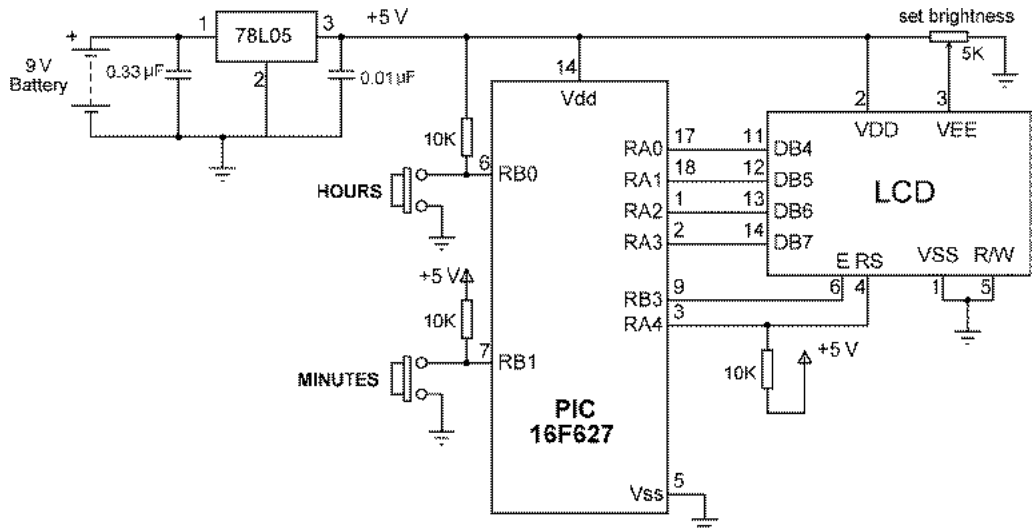 1
78L05
3
+5 V
set brightness
5K
+
9 V
Battery
0.33 µF
2
0.01 µF
14
Vdd
2
3
VDD
VEE
10K
6
RB0
HOURS
RA0
17
11
DB4
RA1
18
12
DB5
RA2
1
13
DB6
RA3
2
14
DB7
LCD
E RS
VSS
R/W
6
4
1
5
+5 V
10K
7
RB1
MINUTES
RB3
9
RA4
3
10K
+5 V
PIC
16F627
Vss
5